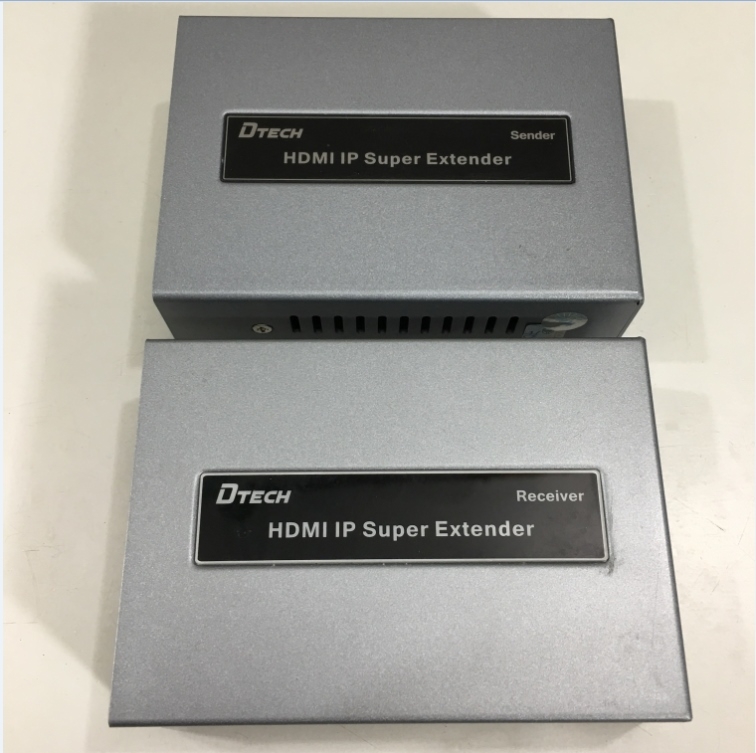 DTECH
Sender
HDMI IP Super Extender
DTECH
Receiver
HDMI IP Super Extender